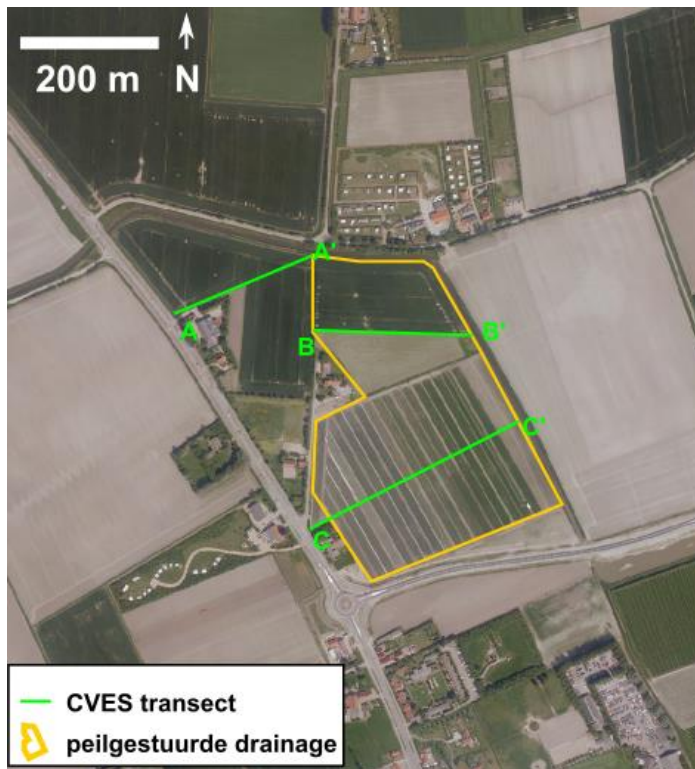 200 m
N
A'
A
B
B'
C'
C
CVES transect
peilgestuurde drainage